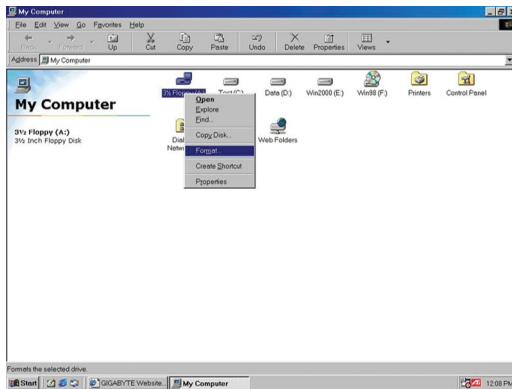 My Computer
File Edit View Go Favorites Help
Back Forward Up Cut Copy Paste Undo Delete Properties Views
Address My Computer
My Computer
3½ Floppy (A:)
3½ Inch Floppy Disk
3½ Floppy (A:) Data (D:) Win2000 (E:) Win98 (F:) Printers Control Panel
Web Folders
Open
Explore
Find...
Copy Disk...
Format...
Create Shortcut
Properties
Formats the selected drive.
Start GIGABYTE Website... My Computer 12:08 PM